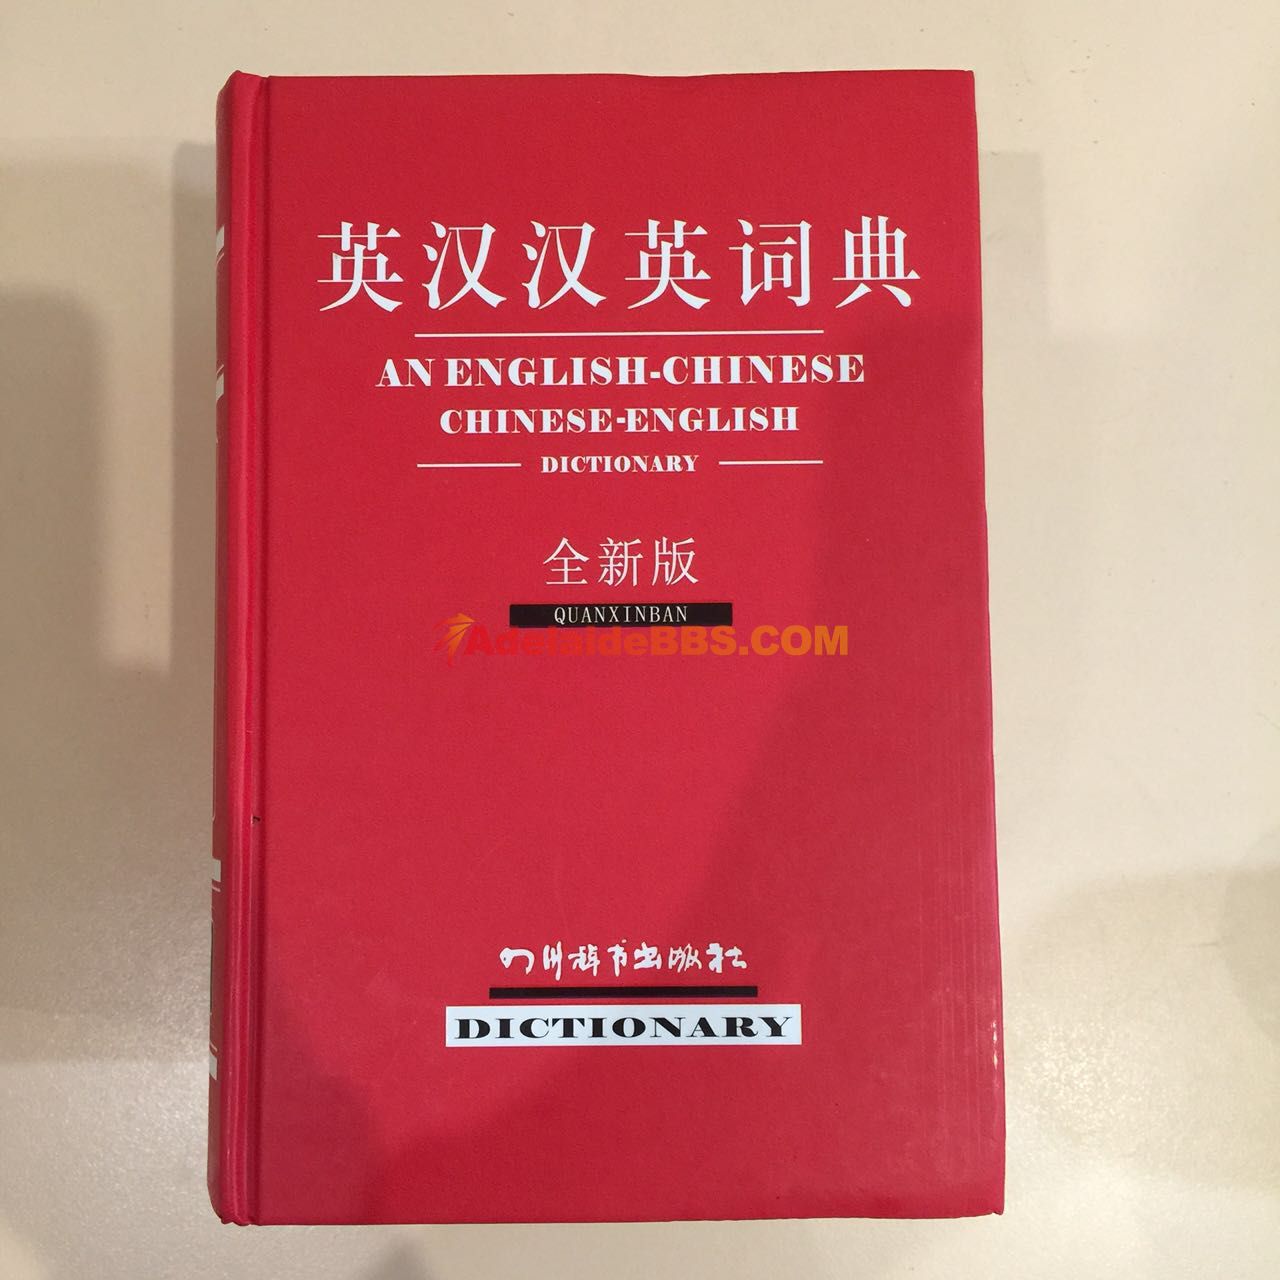 英汉汉英词典
AN ENGLISH-CHINESE
CHINESE-ENGLISH
DICTIONARY
全新版
QUANXINBAN
AdelaideBBS.COM
四川辞书出版社
DICTIONARY